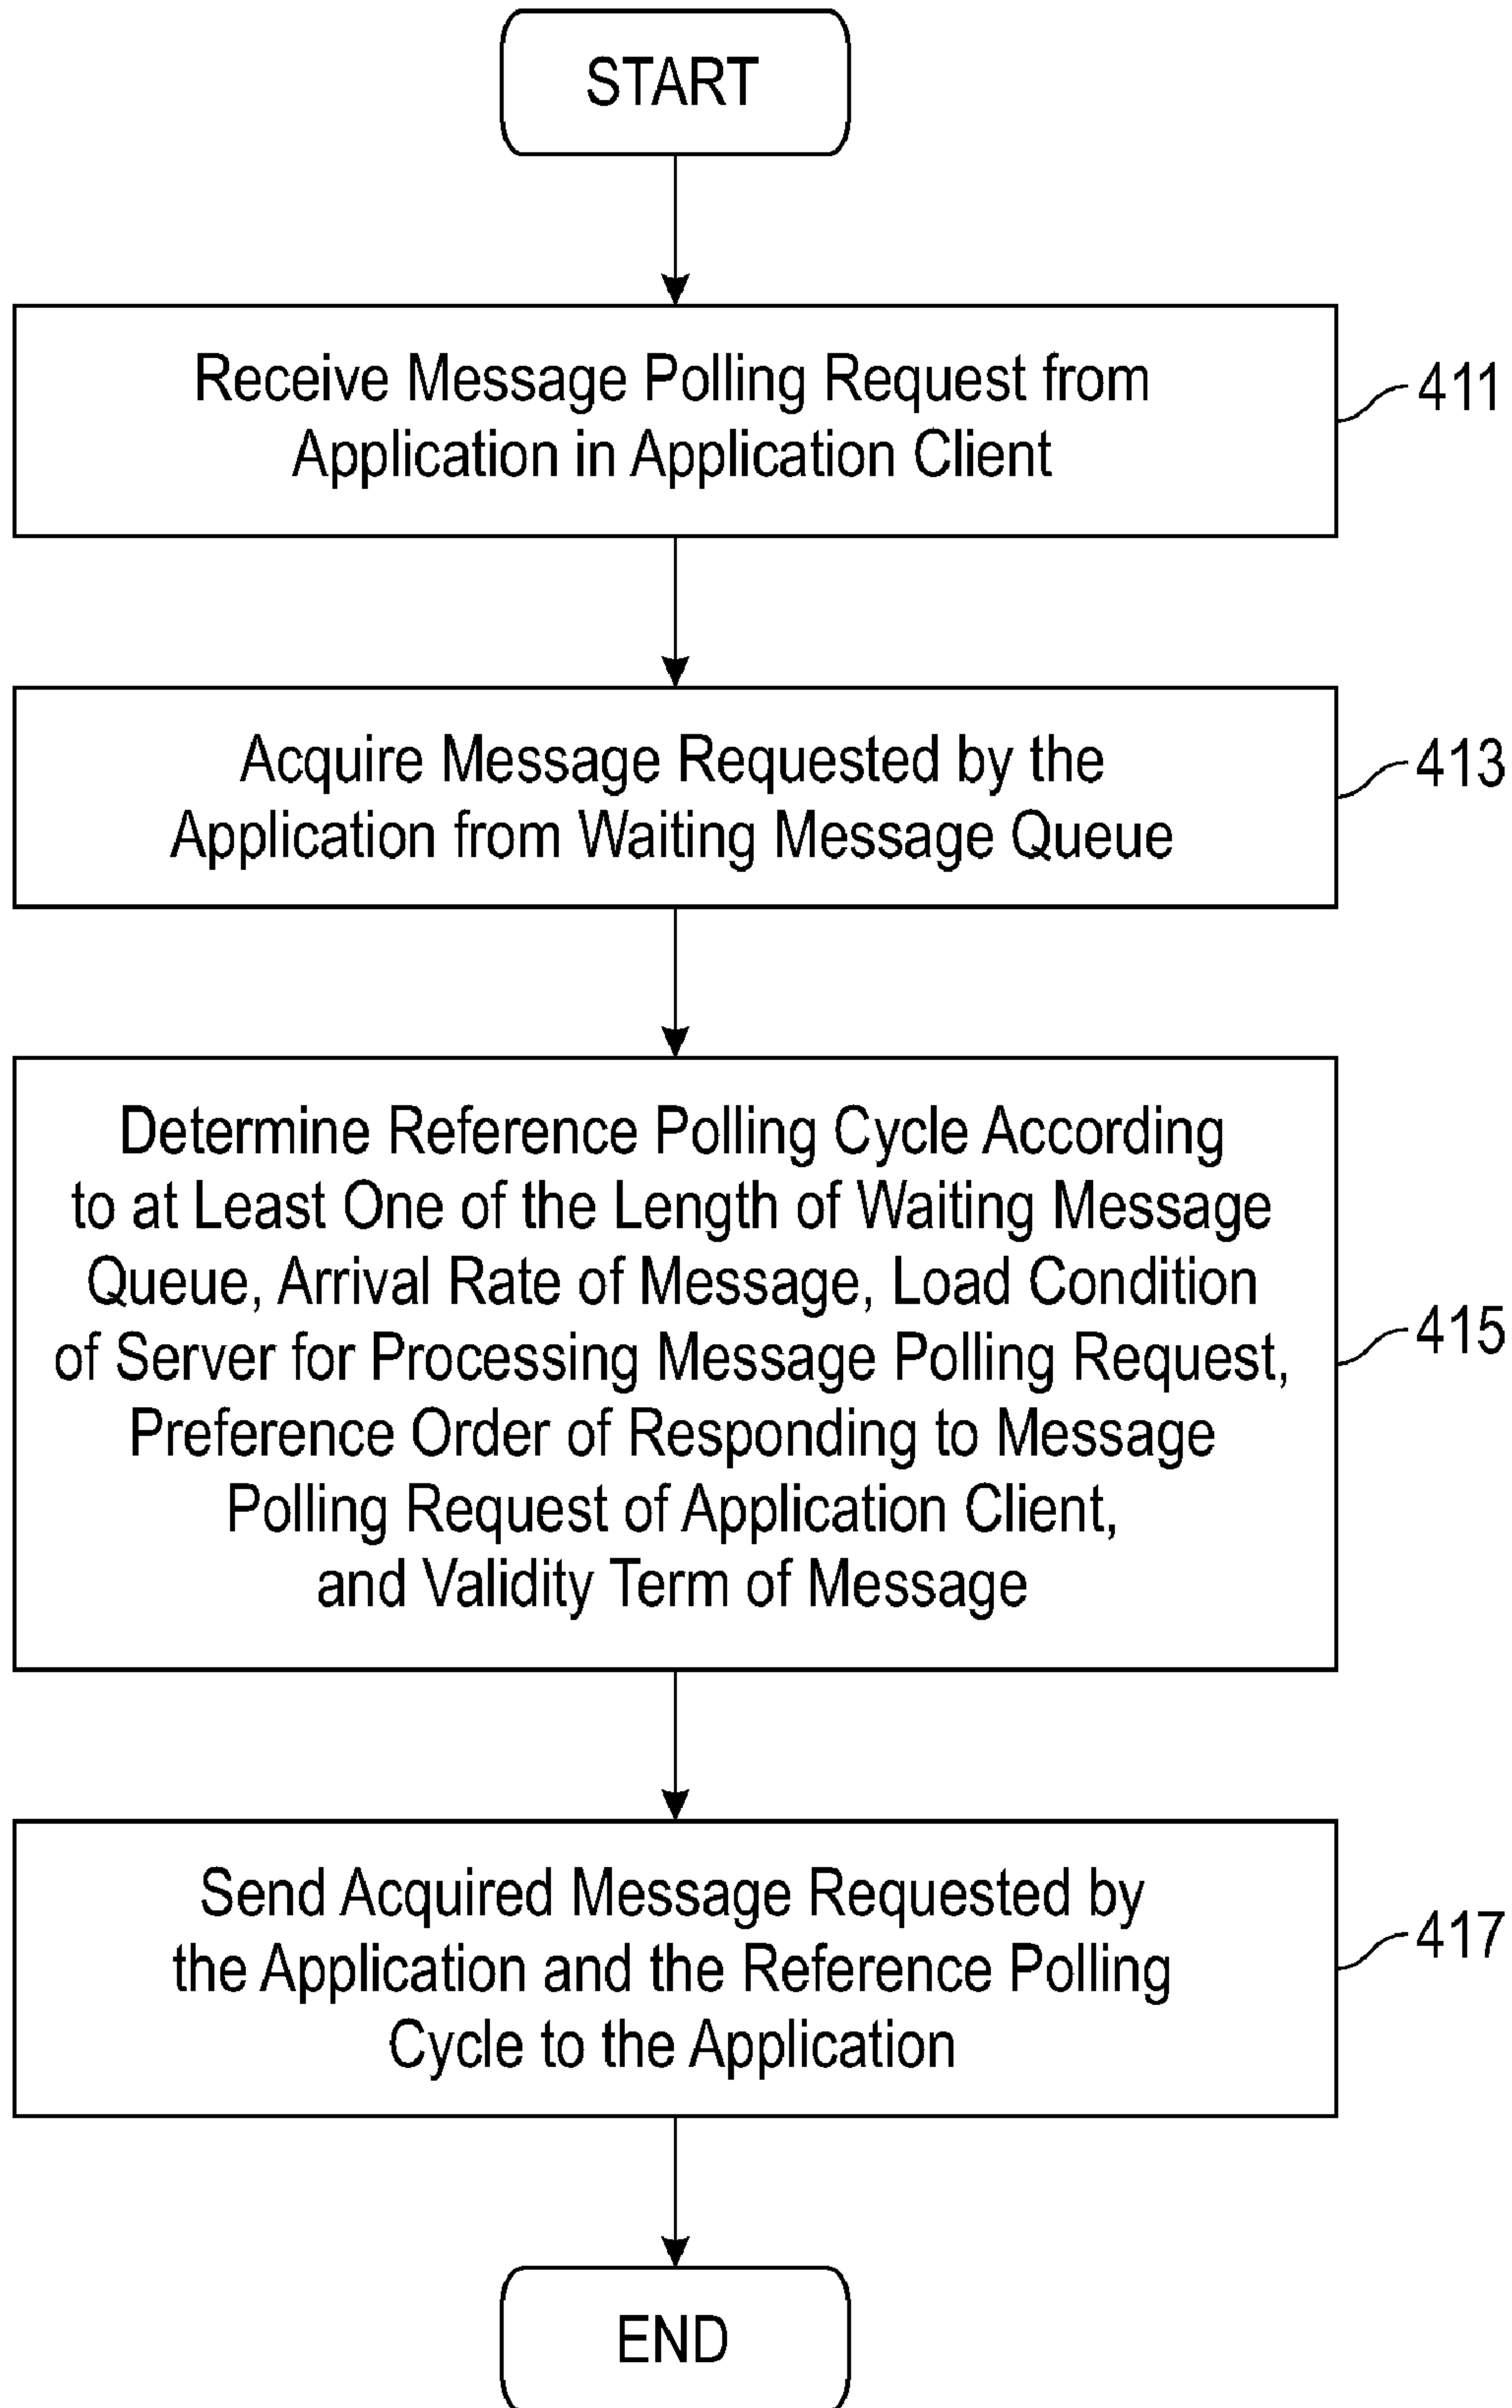 START
Receive Message Polling Request from
Application in Application Client
411
Acquire Message Requested by the
Application from Waiting Message Queue
413
Determine Reference Polling Cycle According
to at Least One of the Length of Waiting Message
Queue, Arrival Rate of Message, Load Condition
of Server for Processing Message Polling Request,
Preference Order of Responding to Message
Polling Request of Application Client,
and Validity Term of Message
415
Send Acquired Message Requested by
the Application and the Reference Polling
Cycle to the Application
417
END